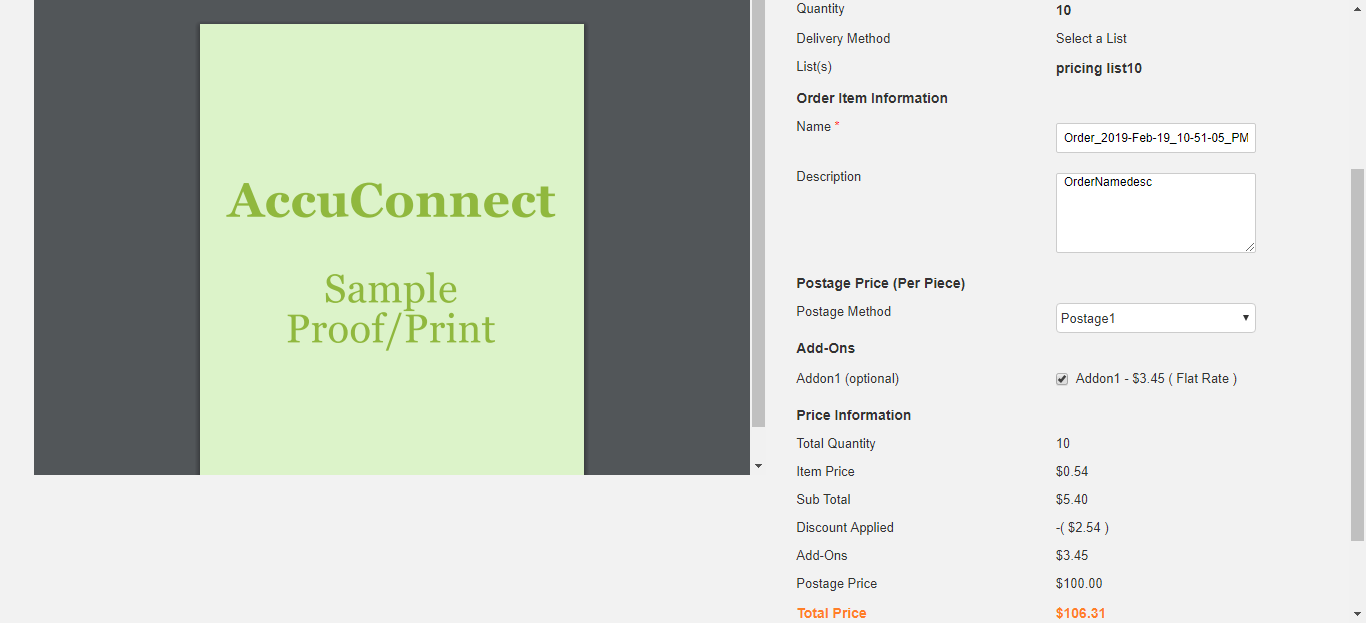 AccuConnect
Sample
Proof/Print
Quantity 10
Delivery Method Select a List
List(s) pricing list10
Order Item Information
Name * Order_2019-Feb-19_10-51-05_PM
Description OrderNamedesc
Postage Price (Per Piece)
Postage Method Postage1
Add-Ons
Addon1 (optional) Addon1 - $3.45 ( Flat Rate )
Price Information
Total Quantity 10
Item Price $0.54
Sub Total $5.40
Discount Applied -( $2.54 )
Add-Ons $3.45
Postage Price $100.00
Total Price $106.31